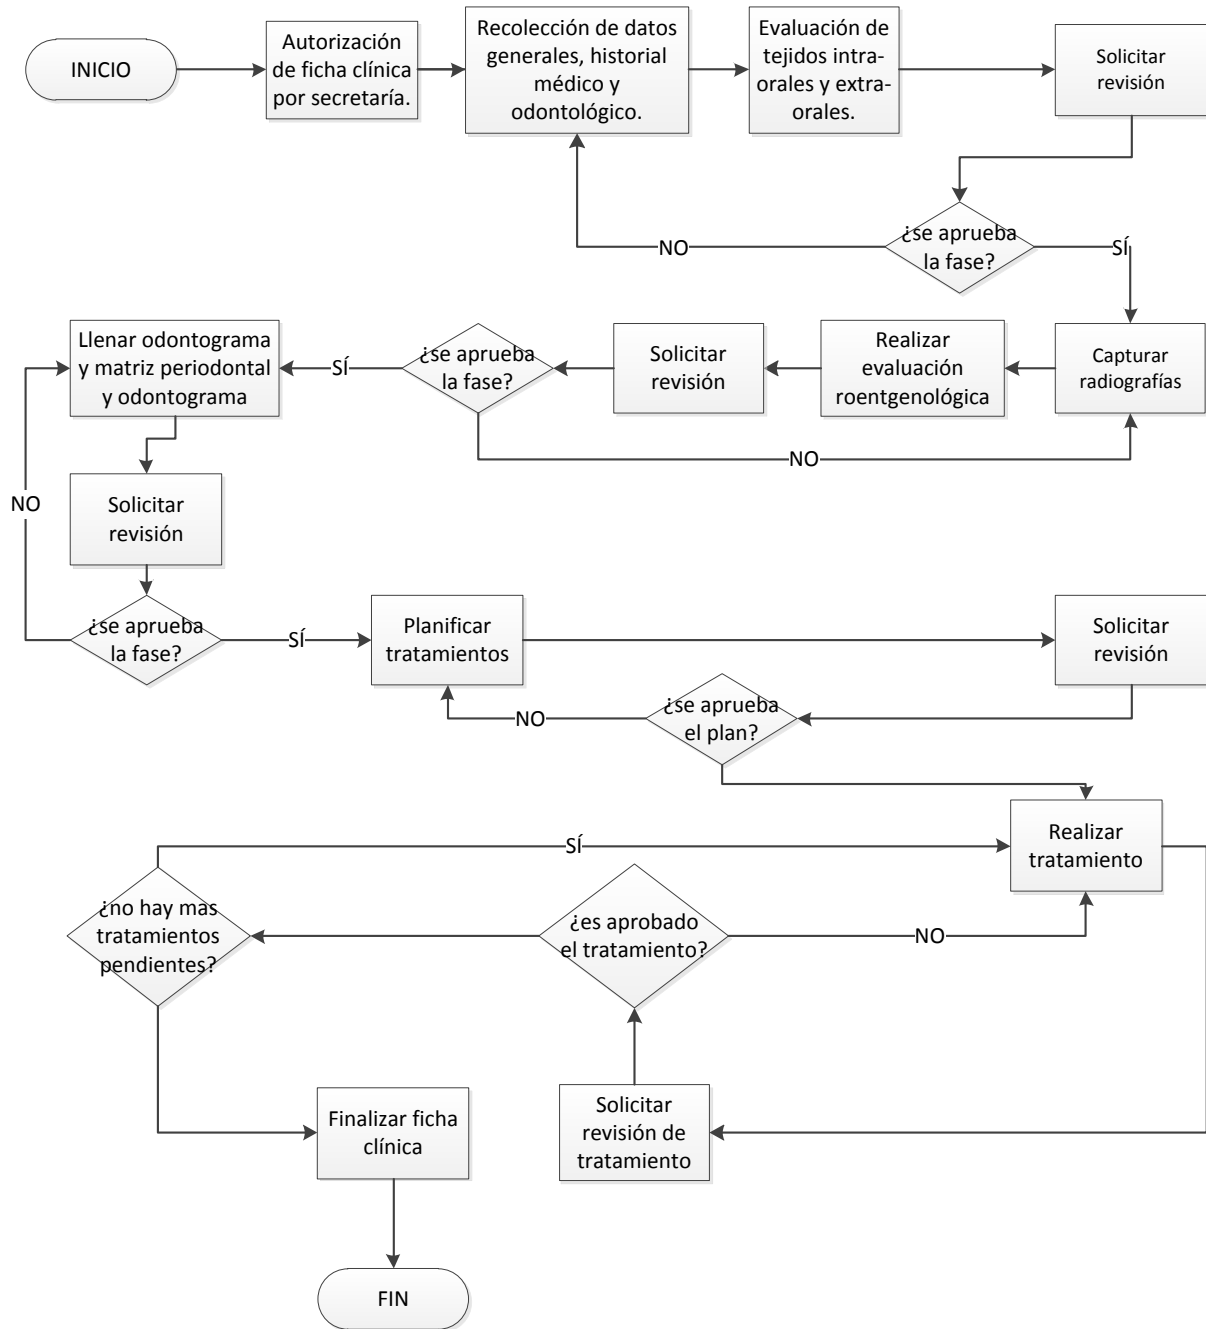 INICIO
Autorización
de ficha clínica
por secretaría.
Recolección de datos
generales, historial
médico y
odontológico.
Evaluación de
tejidos intra-
orales y extra-
orales.
Solicitar
revisión
¿se aprueba
la fase?
NO
SÍ
Capturar
radiografías
Realizar
evaluación
roentgenológica
Solicitar
revisión
¿se aprueba
la fase?
SÍ
NO
Llenar odontograma
y matriz periodontal
y odontograma
Solicitar
revisión
NO
¿se aprueba
la fase?
SÍ
Planificar
tratamientos
Solicitar
revisión
¿se aprueba
el plan?
NO
Realizar
tratamiento
SÍ
¿no hay mas
tratamientos
pendientes?
¿es aprobado
el tratamiento?
NO
Solicitar
revisión de
tratamiento
Finalizar ficha
clínica
FIN